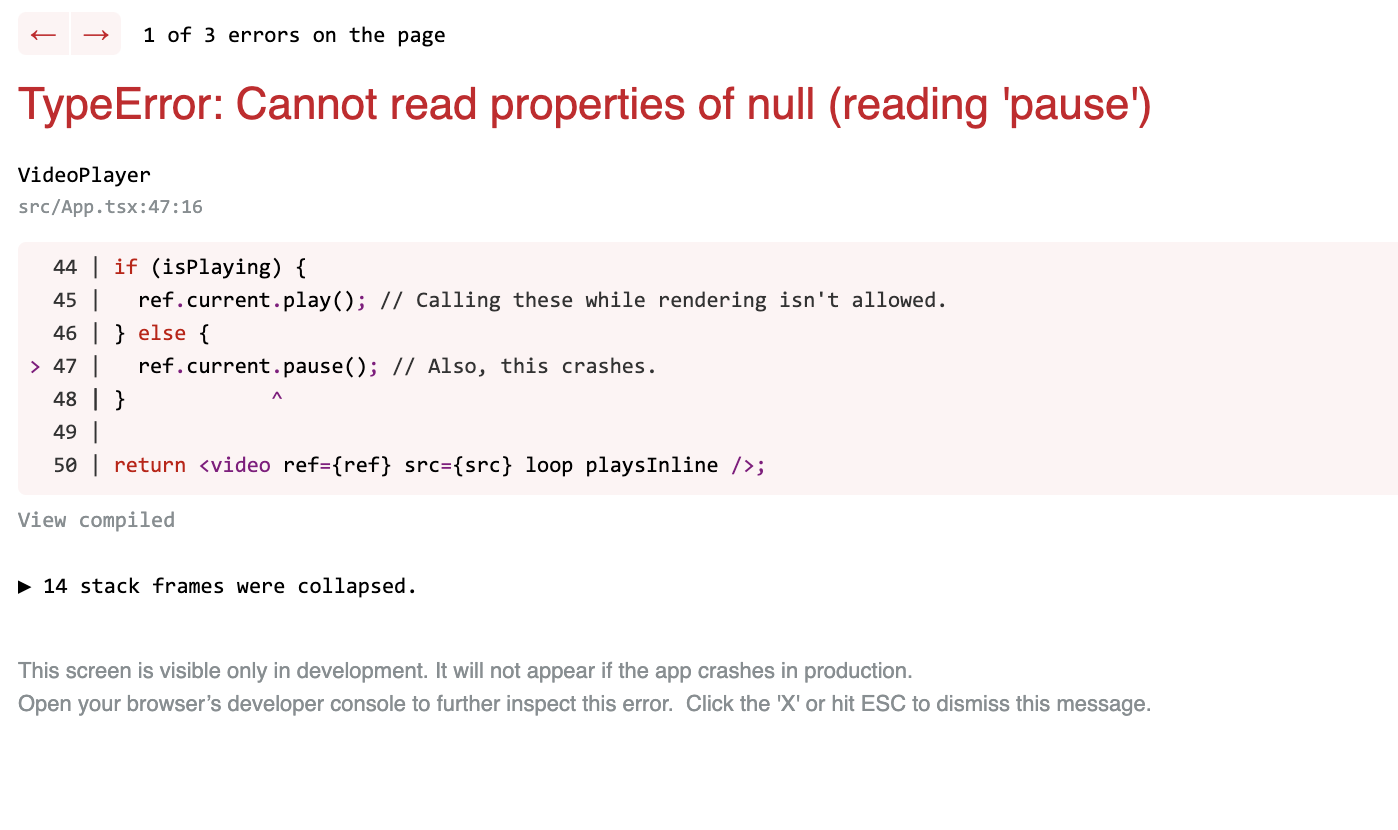 ← → 1 of 3 errors on the page
TypeError: Cannot read properties of null (reading 'pause')
VideoPlayer
src/App.tsx:47:16
  44 | if (isPlaying) {
  45 |   ref.current.play(); // Calling these while rendering isn't allowed.
  46 | } else {
> 47 |   ref.current.pause(); // Also, this crashes.
  48 | }            ^
  49 |
  50 | return <video ref={ref} src={src} loop playsInline />;
View compiled
▶ 14 stack frames were collapsed.
This screen is visible only in development. It will not appear if the app crashes in production.
Open your browser’s developer console to further inspect this error.  Click the 'X' or hit ESC to dismiss this message.